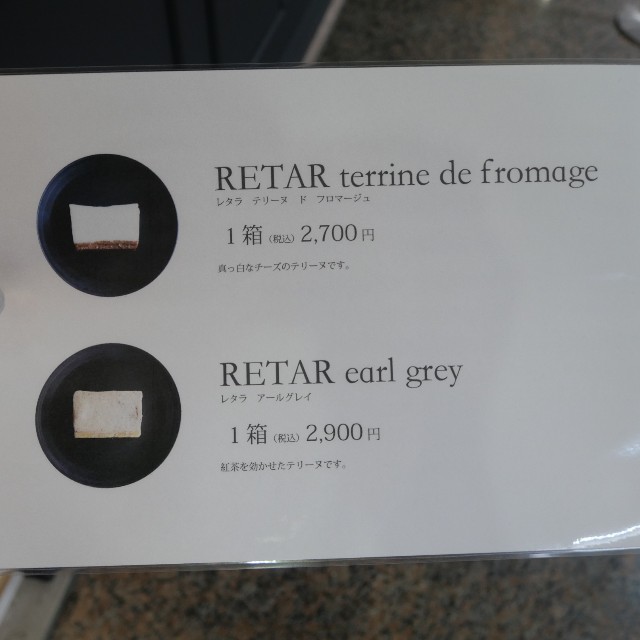 RETAR terrine de fromage
レタラ テリーヌ ド フロマージュ
1箱(税込)2,700円
真っ白なチーズのテリーヌです。
RETAR earl grey
レタラ アールグレイ
1箱(税込)2,900円
紅茶を効かせたテリーヌです。